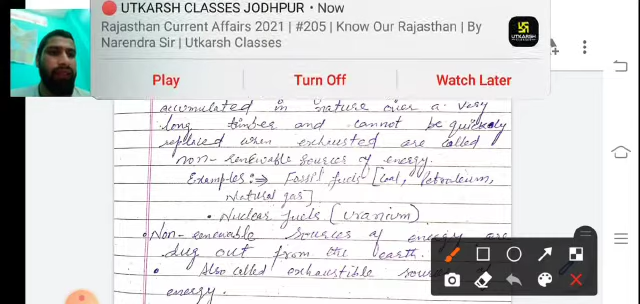 UTKARSH CLASSES JODHPUR • Now
Rajasthan Current Affairs 2021 | #205 | Know Our Rajasthan | By
Narendra Sir | Utkarsh Classes
UTKARSH
Play Turn Off Watch Later
accumulated in nature over a very
long timber and cannot be quickly
replaced when exhausted are called
non-renewable sources of energy.
Examples:⇒ Fossil fuels [Coal, Petroleum,
Natural gas]
• Nuclear fuels (Uranium)
• Non-renewable sources of energy are
dug out from the earth.
• Also called exhaustible sources
energy.